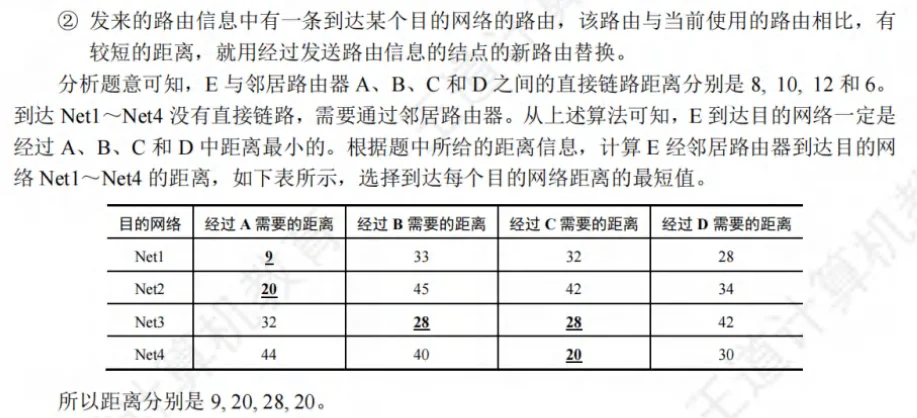 ② 发来的路由信息中有一条到达某个目的网络的路由，该路由与当前使用的路由相比，有
较短的距离，就用经过发送路由信息的结点的新路由替换。
分析题意可知，E 与邻居路由器 A、B、C 和 D 之间的直接链路距离分别是 8, 10, 12 和 6。
到达 Net1～Net4 没有直接链路，需要通过邻居路由器。从上述算法可知，E 到达目的网络一定是
经过 A、B、C 和 D 中距离最小的。根据题中所给的距离信息，计算 E 经邻居路由器到达目的网
络 Net1～Net4 的距离，如下表所示，选择到达每个目的网络距离的最短值。
目的网络 经过 A 需要的距离 经过 B 需要的距离 经过 C 需要的距离 经过 D 需要的距离
Net1 9 33 32 28
Net2 20 45 42 34
Net3 32 28 28 42
Net4 44 40 20 30
所以距离分别是 9, 20, 28, 20。